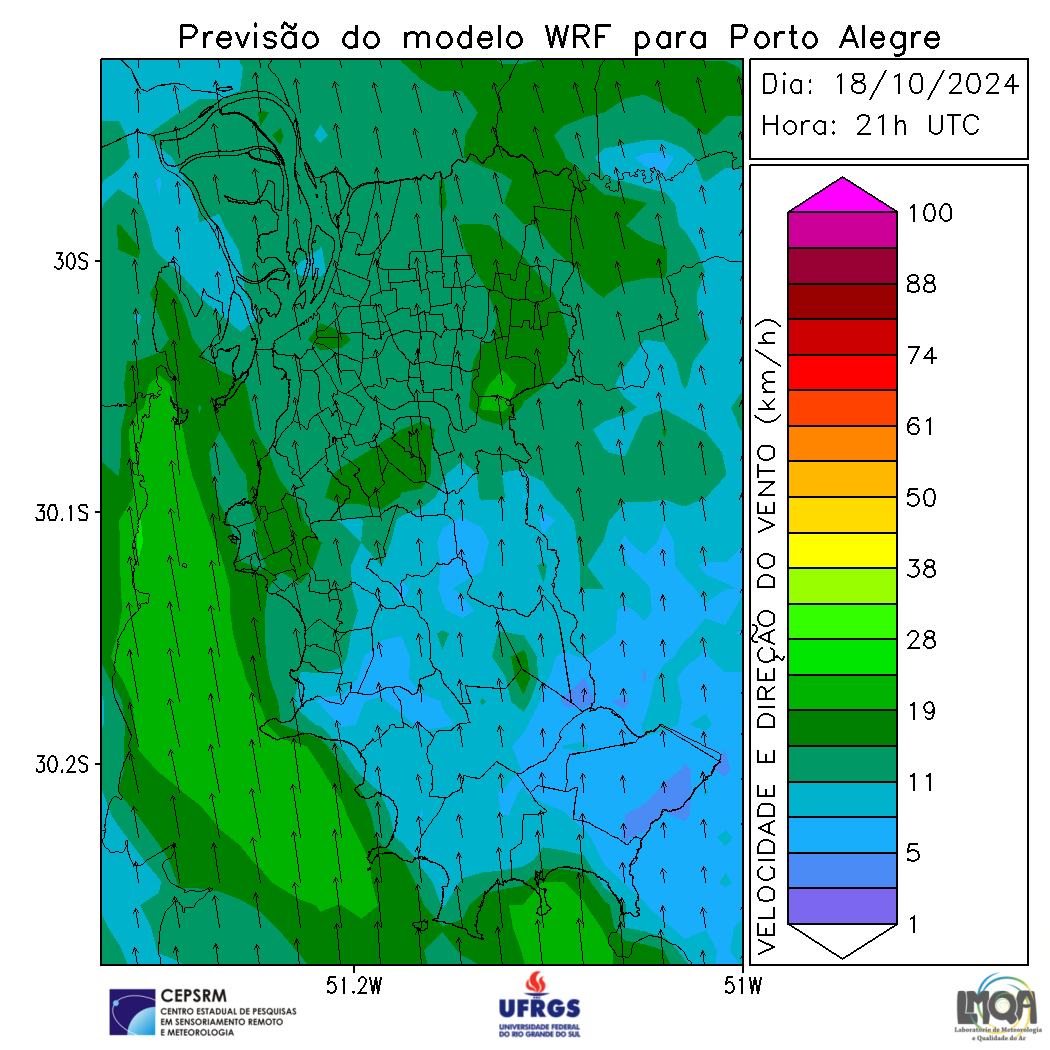 Previsão do modelo WRF para Porto Alegre
Dia: 18/10/2024
Hora: 21h UTC
30S
30.1S
30.2S
51.2W
51W
VELOCIDADE E DIREÇÃO DO VENTO (km/h)
100
88
74
61
50
38
28
19
11
5
1
CEPSRM
CENTRO ESTADUAL DE PESQUISAS
EM SENSORIAMENTO REMOTO
E METEOROLOGIA
UFRGS
UNIVERSIDADE FEDERAL
DO RIO GRANDE DO SUL
LMQA
Laboratório de Meteorologia
e Qualidade do Ar